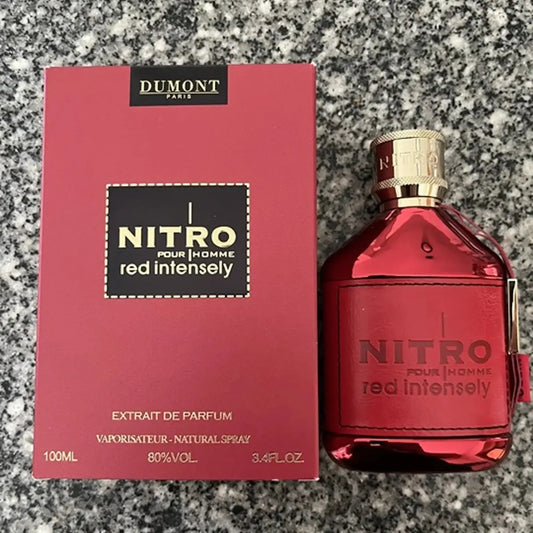 DUMONT
PARIS
NITRO
POUR HOMME
red intensely
EXTRAIT DE PARFUM
VAPORISATEUR - NATURAL SPRAY
100ML 80%VOL. 3.4FL.OZ.
NITRO
NITRO
POUR HOMME
red intensely